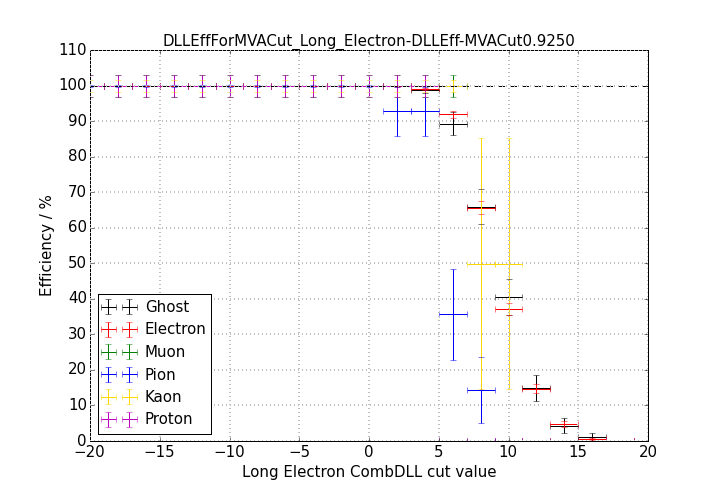 DLLEffForMVACut_Long_Electron-DLLEff-MVACut0.9250
110
100
90
80
70
60
50
40
30
20
10
0
Efficiency / %
Ghost
Electron
Muon
Pion
Kaon
Proton
−20 −15 −10 −5 0 5 10 15 20
Long Electron CombDLL cut value